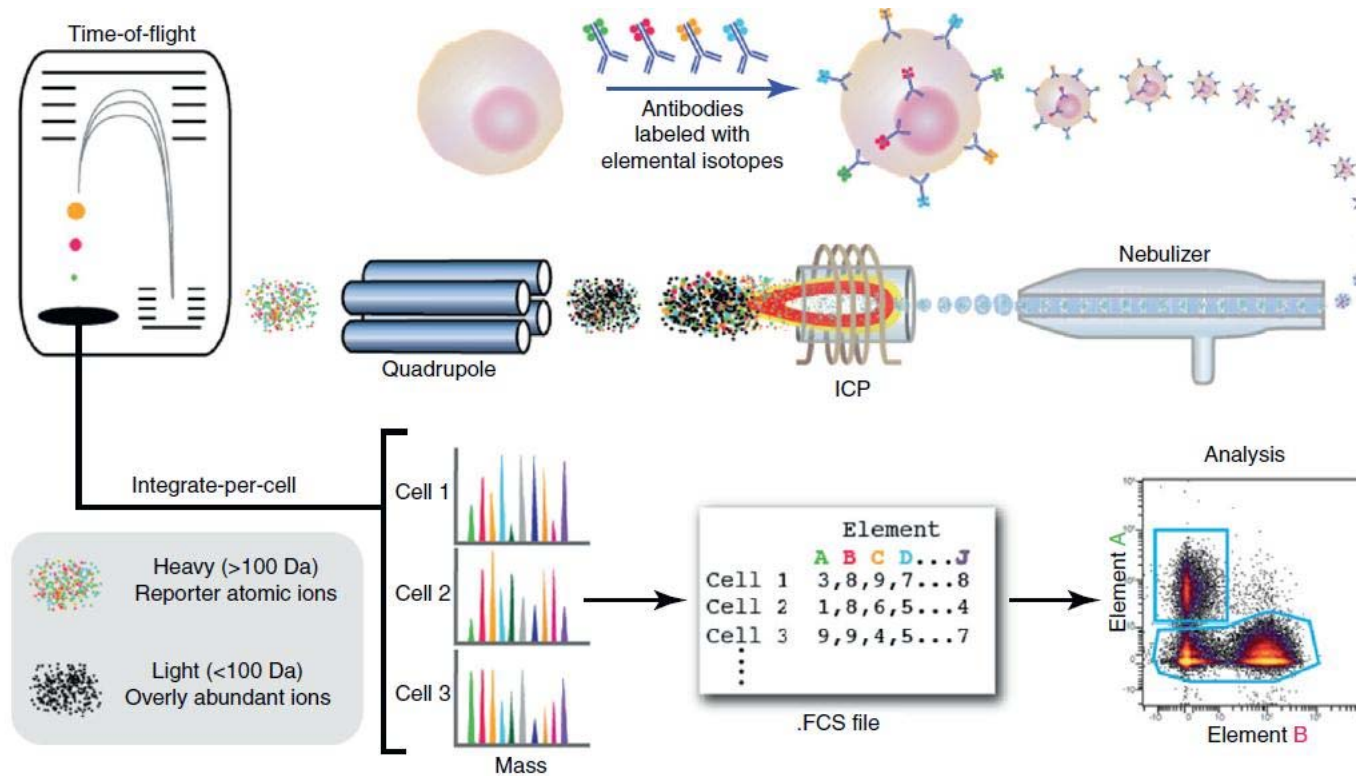 Time-of-flight
Antibodies
labeled with
elemental isotopes
Nebulizer
Quadrupole
ICP
Integrate-per-cell
Heavy (>100 Da)
Reporter atomic ions
Light (<100 Da)
Overly abundant ions
Cell 1
Cell 2
Cell 3
Mass
Element
A B C D...J
Cell 1 3,8,9,7...8
Cell 2 1,8,6,5...4
Cell 3 9,9,4,5...7
.FCS file
Analysis
Element A
Element B